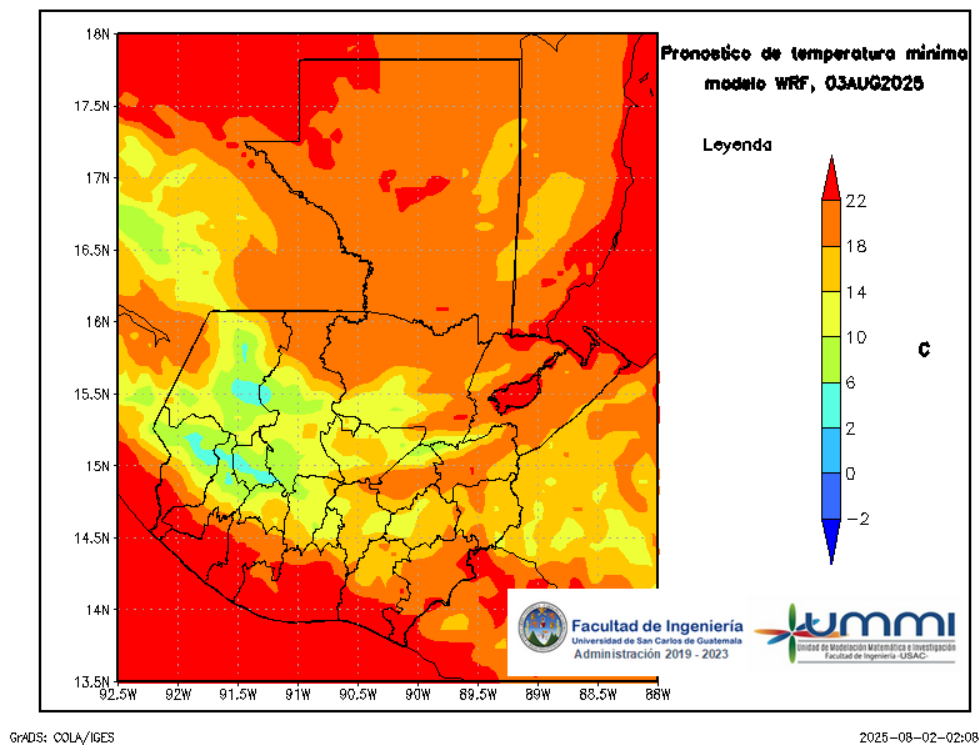 Pronostico de temperatura minima
modelo WRF, 03AUG2025
Leyenda
22
18
14
10
6
2
0
−2
C
18N
17.5N
17N
16.5N
16N
15.5N
15N
14.5N
14N
13.5N
92.5W
92W
91.5W
91W
90.5W
90W
89.5W
89W
88.5W
88W
Facultad de Ingeniería
Universidad de San Carlos de Guatemala
Administración 2019 - 2023
UMMI
Unidad de Modelación Matemática e Investigación
Facultad de Ingeniería -USAC-
GrADS: COLA/IGES
2025-08-02-02:08